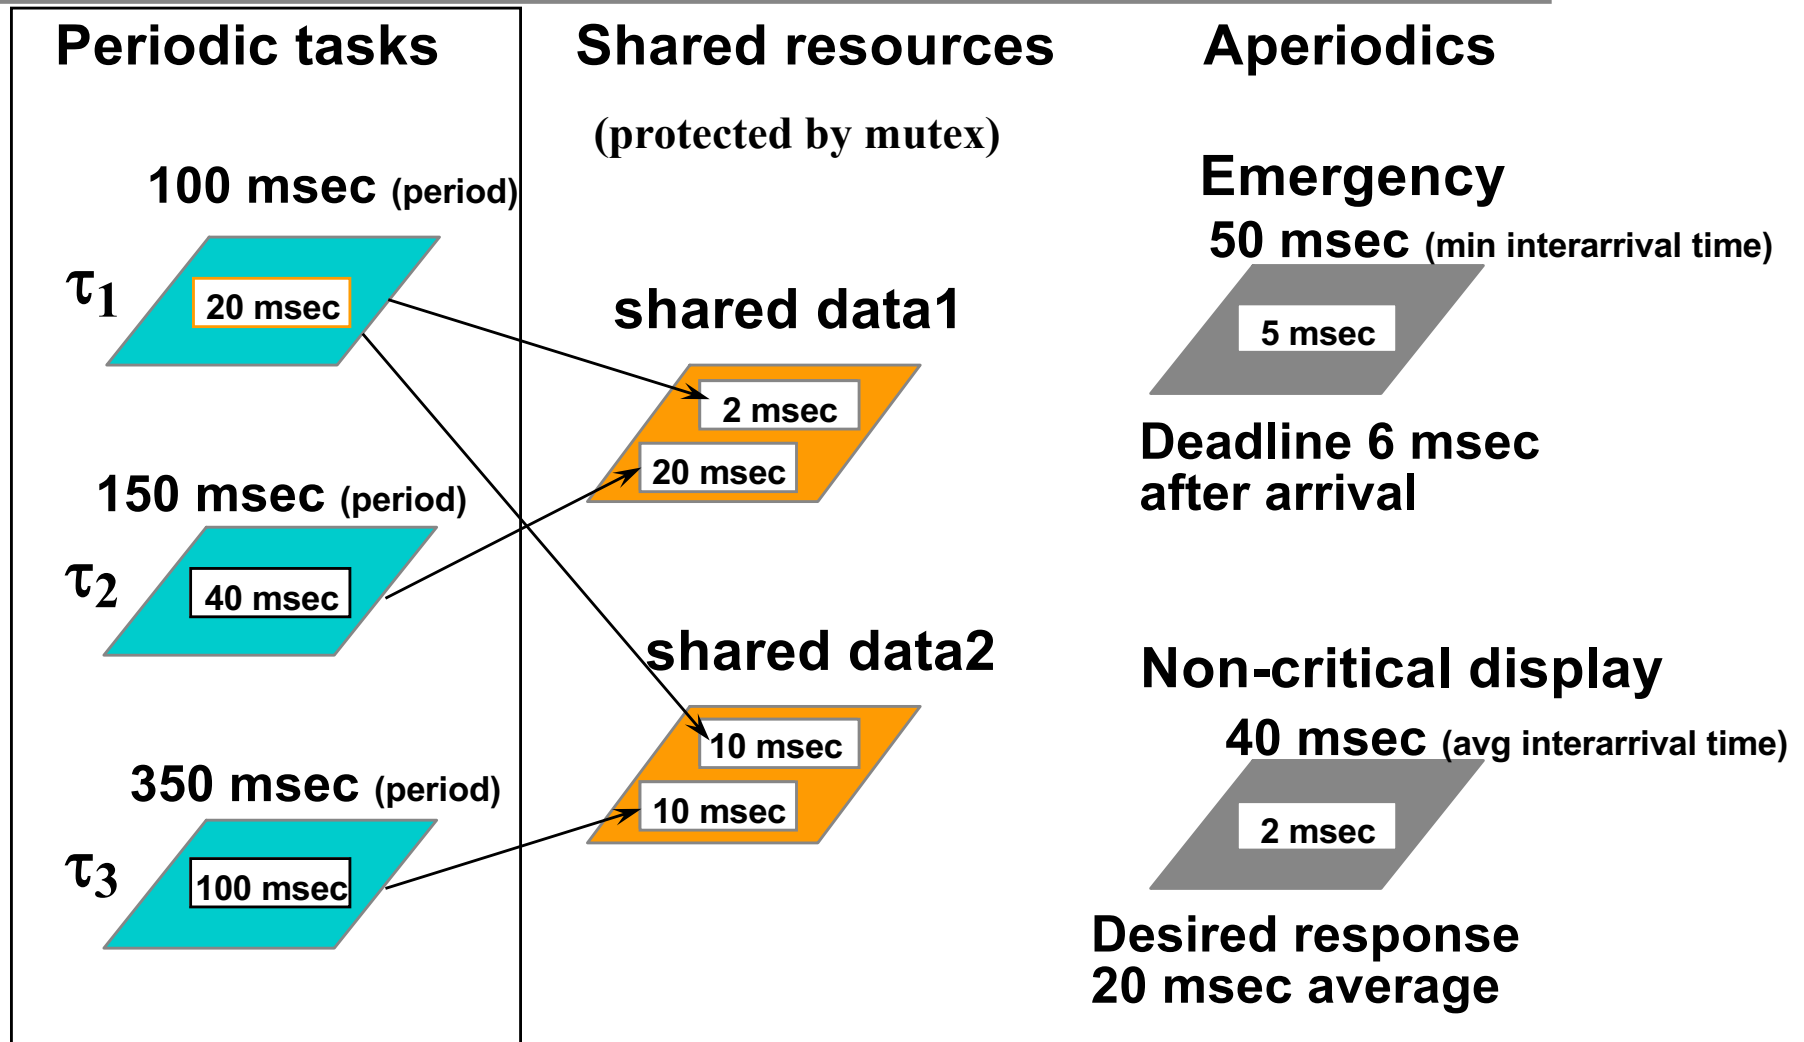 Periodic tasks
100 msec (period)
τ1
20 msec
150 msec (period)
τ2
40 msec
350 msec (period)
τ3
100 msec
Shared resources
(protected by mutex)
shared data1
2 msec
20 msec
shared data2
10 msec
10 msec
Aperiodics
Emergency
50 msec (min interarrival time)
5 msec
Deadline 6 msec
after arrival
Non-critical display
40 msec (avg interarrival time)
2 msec
Desired response
20 msec average